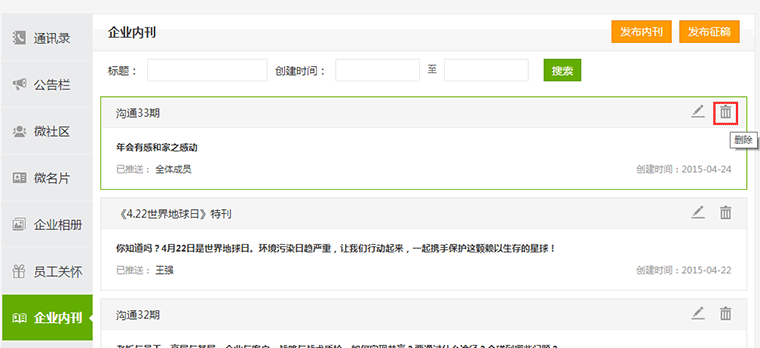 通讯录
公告栏
微社区
微名片
企业相册
员工关怀
企业内刊
企业内刊
发布内刊 发布征稿
标题： 创建时间： 至 搜索
沟通33期
删除
年会有感和家之感动
已推送： 全体成员 创建时间：2015-04-24
《4.22世界地球日》特刊
你知道吗？4月22日是世界地球日。环境污染日趋严重，让我们行动起来，一起携手保护这颗赖以生存的星球！
已推送： 王强 创建时间：2015-04-22
沟通32期